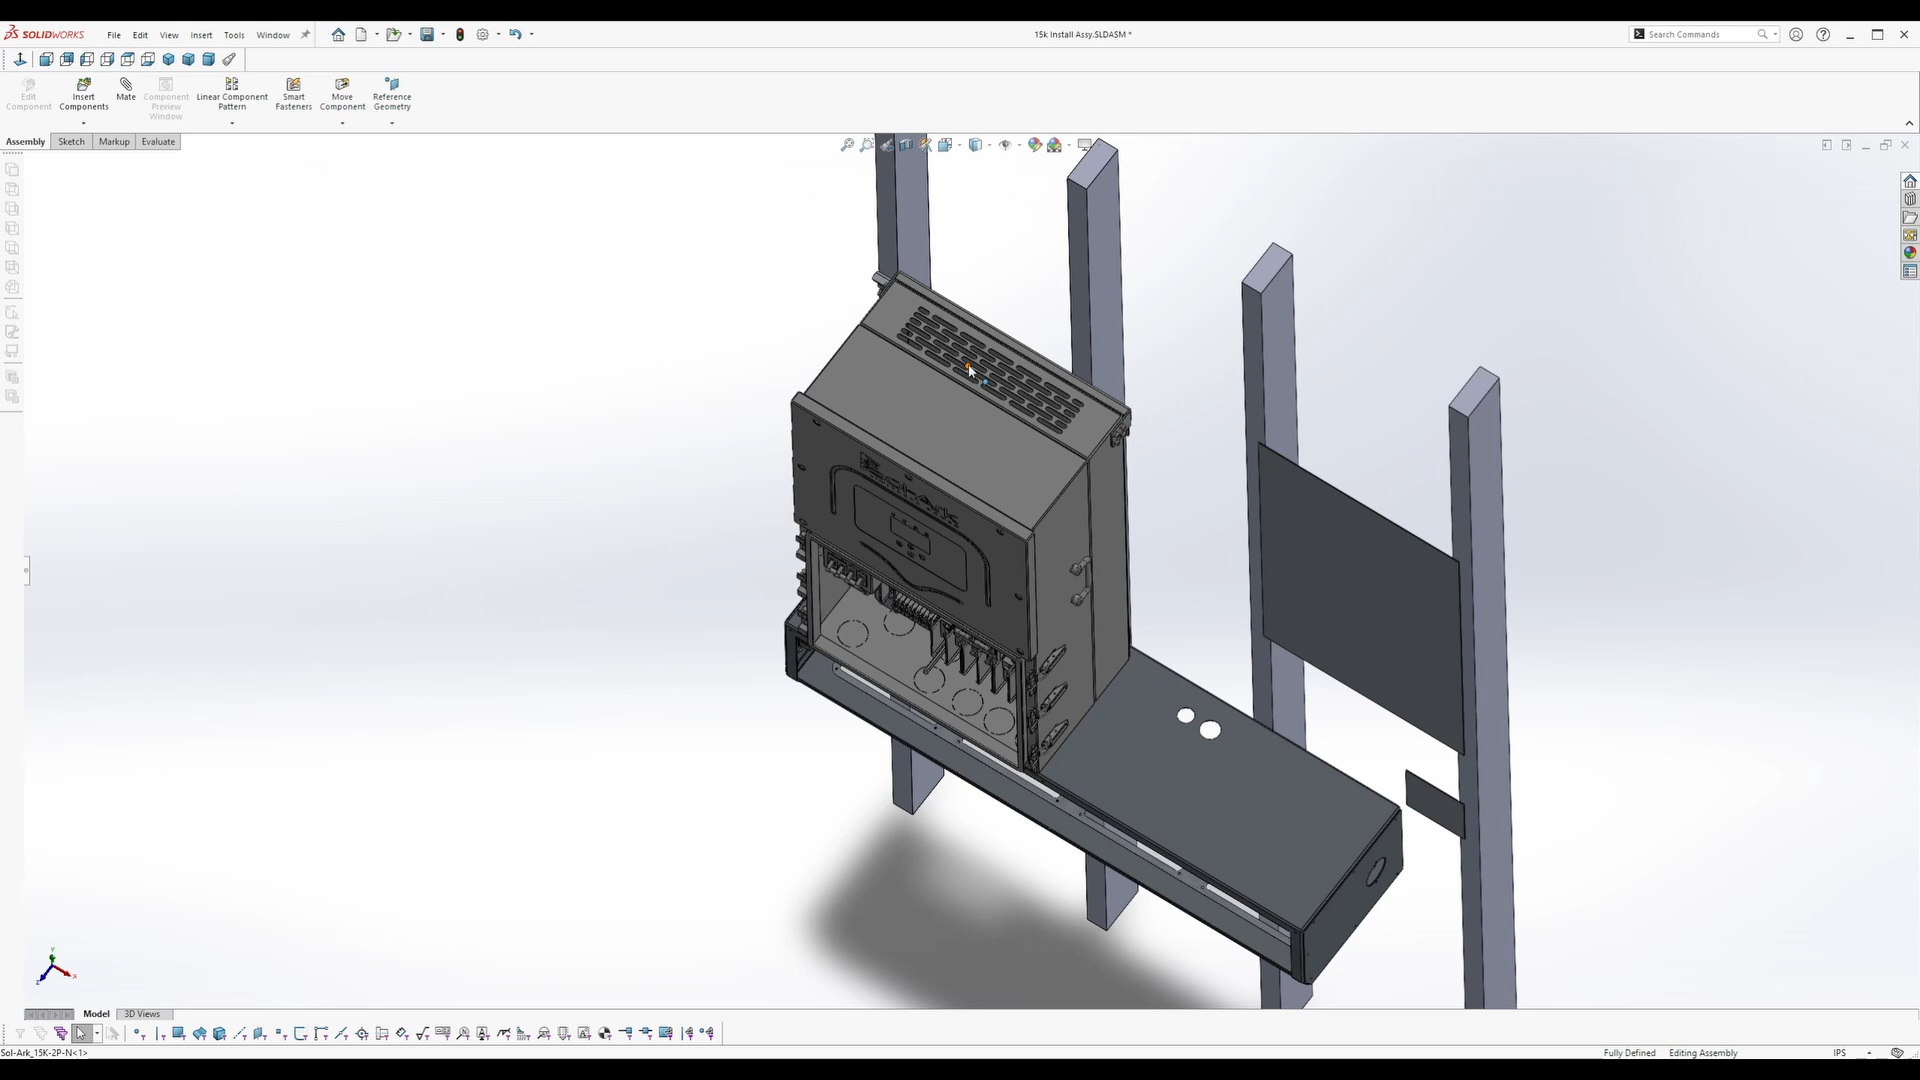 SOLIDWORKS
File Edit View Insert Tools Window
15k Install Assy.SLDASM *
Search Commands
Edit Component
Insert Components
Mate
Component Preview Window
Linear Component Pattern
Smart Fasteners
Move Component
Reference Geometry
Assembly Sketch Markup Evaluate
Sol-Ark
Y
X
Z
Model 3D Views
Sol-Ark_15K-2P-N<1>
Fully Defined Editing Assembly IPS